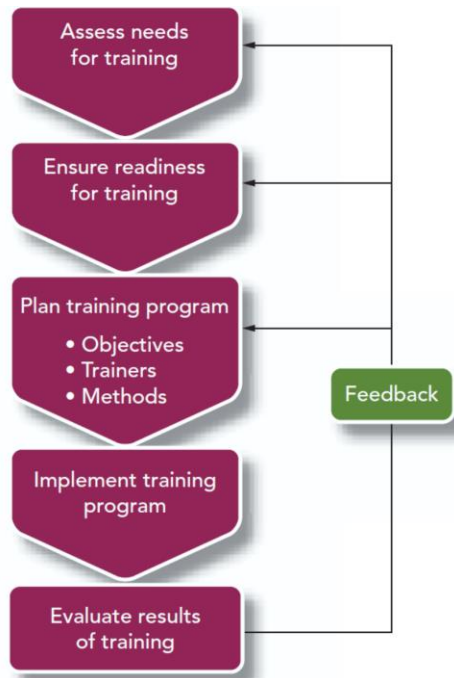 Assess needs
for training
Ensure readiness
for training
Plan training program
• Objectives
• Trainers
• Methods
Feedback
Implement training
program
Evaluate results
of training